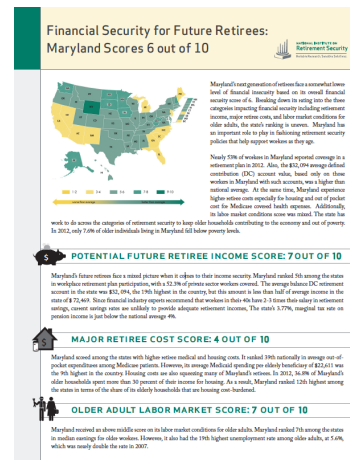 Financial Security for Future Retirees:
Maryland Scores 6 out of 10
NATIONAL INSTITUTE ON
Retirement Security
Reliable Research. Sensible Solutions.
Maryland's next generation of retirees face a somewhat lower
level of financial insecurity based on its overall financial
security score of 6. Breaking down its rating into the three
categories impacting financial security including retirement
income, major retiree costs, and labor market conditions for
older adults, the state's ranking is uneven. Maryland has
an important role to play in fashioning retirement security
policies that help support workers as they age.
Nearly 53% of workers in Maryland reported coverage in a
retirement plan in 2012. Also, the $52,094 average defined
contribution (DC) account value, based only on these
workers in Maryland with such accounts, was a higher than
national average. At the same time, Maryland experience
higher retiree costs especially for housing and out of pocket
cost for Medicare covered health expenses. Additionally,
its labor market conditions score was mixed. The state has
work to do across the categories of retirement security to keep older households contributing to the economy and out of poverty.
In 2012, only 7.6% of older individuals living in Maryland fell below poverty levels.
POTENTIAL FUTURE RETIREE INCOME SCORE: 7 OUT OF 10
Maryland's future retirees face a mixed picture when it comes to their income security. Maryland ranked 5th among the states
in workplace retirement plan participation, with a 52.3% of private sector workers covered. The average balance DC retirement
account in the state was $52,094, the 19th highest in the country, but this amount is less than half of average income in the
state of $72,469. Since financial industry experts recommend that workers in their 40s have 2-3 times their salary in retirement
savings, current savings rates are unlikely to provide adequate retirement incomes, The state's 3.77%, marginal tax rate on
pension income is just below the national average 4%.
MAJOR RETIREE COST SCORE: 4 OUT OF 10
Maryland scored among the states with higher retiree medical and housing costs. It ranked 39th nationally in average out-of-
pocket expenditures among Medicare patients. However, its average Medicaid spending per elderly beneficiary of $22,611 was
the 9th highest in the country. Housing costs are also squeezing many of Maryland's retirees. In 2012, 36.8% of Maryland's
older households spent more than 30 percent of their income for housing. As a result, Maryland ranked 12th highest among
the states in terms of the share of its elderly households that are housing cost-burdened.
OLDER ADULT LABOR MARKET SCORE: 7 OUT OF 10
Maryland received an above middle score on its labor market conditions for older adults. Maryland ranked 7th among the states
in median earnings for older workers. However, it also had the 19th highest unemployment rate among older adults, at 5.6%,
which was nearly double the rate in 2007.